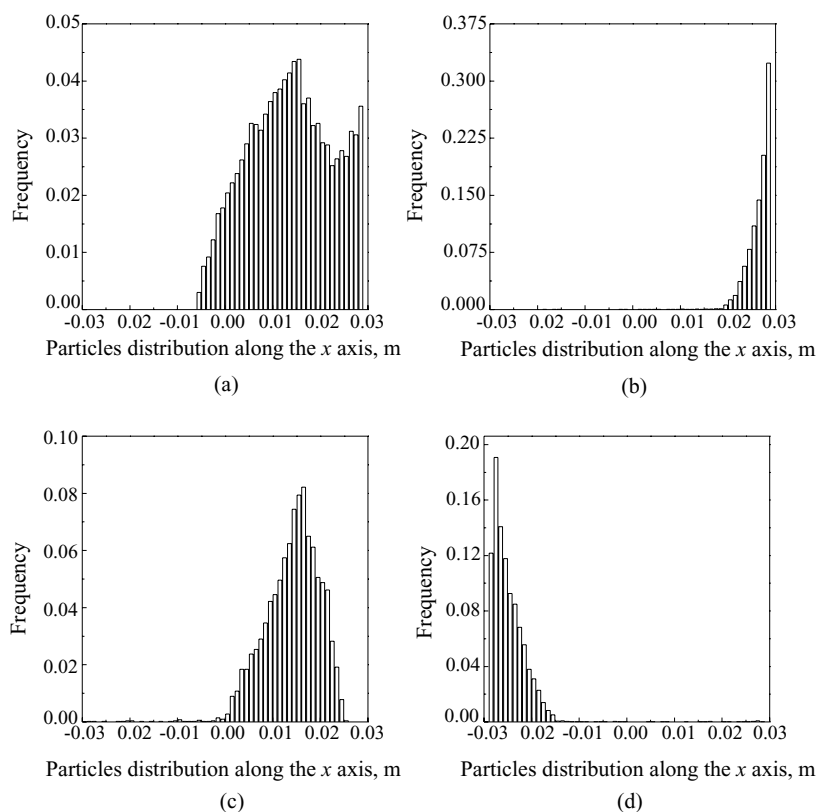 0.05
0.04
0.03
0.02
0.01
0.00
Frequency
-0.03 0.02 -0.01 0.00 0.01 0.02 0.03
Particles distribution along the x axis, m
(a)
0.375
0.300
0.225
0.150
0.075
0.000
Frequency
-0.03 0.02 -0.01 0.00 0.01 0.02 0.03
Particles distribution along the x axis, m
(b)
0.10
0.08
0.06
0.04
0.02
0.00
Frequency
-0.03 0.02 -0.01 0.00 0.01 0.02 0.03
Particles distribution along the x axis, m
(c)
0.20
0.16
0.12
0.08
0.04
0.00
Frequency
-0.03 0.02 -0.01 0.00 0.01 0.02 0.03
Particles distribution along the x axis, m
(d)